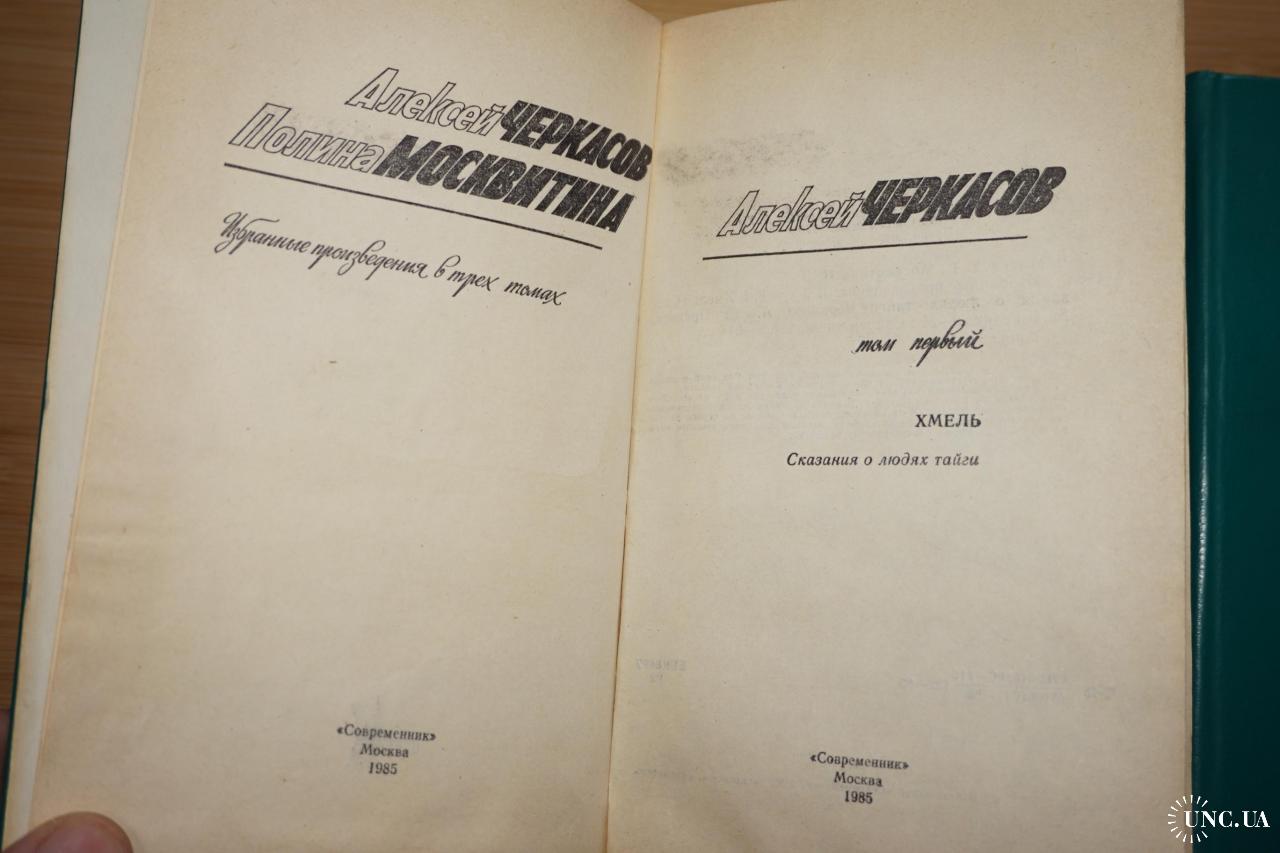 Алексей ЧЕРКАСОВ
Полина МОСКВИТИНА
Избранные произведения в трех томах
«Современник»
Москва
1985
Алексей ЧЕРКАСОВ
том первый
ХМЕЛЬ
Сказания о людях тайги
«Современник»
Москва
1985
UNC.UA